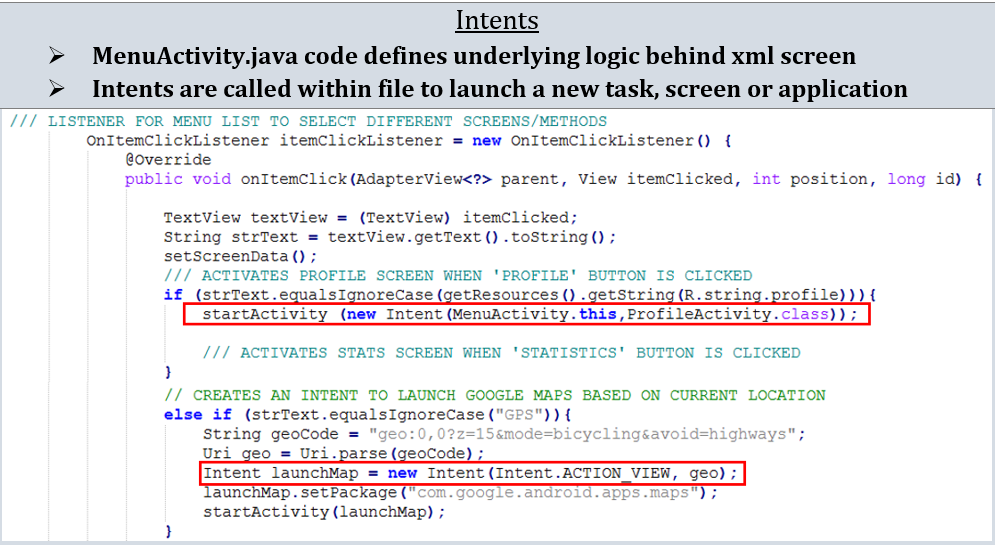 Intents
➢ MenuActivity.java code defines underlying logic behind xml screen
➢ Intents are called within file to launch a new task, screen or application
/// LISTENER FOR MENU LIST TO SELECT DIFFERENT SCREENS/METHODS
OnItemClickListener itemClickListener = new OnItemClickListener() {
@Override
public void onItemClick(AdapterView<?> parent, View itemClicked, int position, long id) {
TextView textView = (TextView) itemClicked;
String strText = textView.getText().toString();
setScreenData();
/// ACTIVATES PROFILE SCREEN WHEN 'PROFILE' BUTTON IS CLICKED
if (strText.equalsIgnoreCase(getResources().getString(R.string.profile))){
startActivity (new Intent(MenuActivity.this,ProfileActivity.class));
/// ACTIVATES STATS SCREEN WHEN 'STATISTICS' BUTTON IS CLICKED
}
// CREATES AN INTENT TO LAUNCH GOOGLE MAPS BASED ON CURRENT LOCATION
else if (strText.equalsIgnoreCase("GPS")){
String geoCode = "geo:0,0?z=15&mode=bicycling&avoid=highways";
Uri geo = Uri.parse(geoCode);
Intent launchMap = new Intent(Intent.ACTION_VIEW, geo);
launchMap.setPackage("com.google.android.apps.maps");
startActivity(launchMap);
}